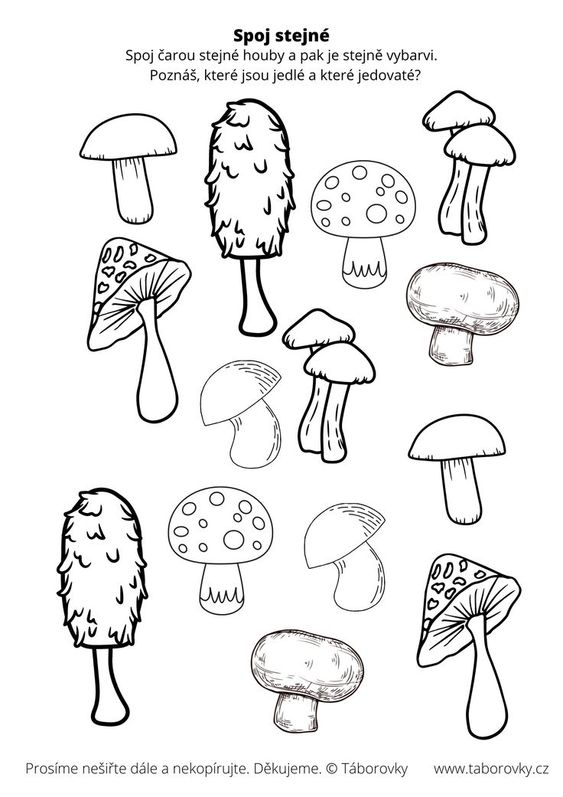 Spoj stejné
Spoj čarou stejné houby a pak je stejně vybarvi.
Poznáš, které jsou jedlé a které jedovaté?
Prosíme nešiřte dále a nekopírujte. Děkujeme. © Táborovky www.taborovky.cz